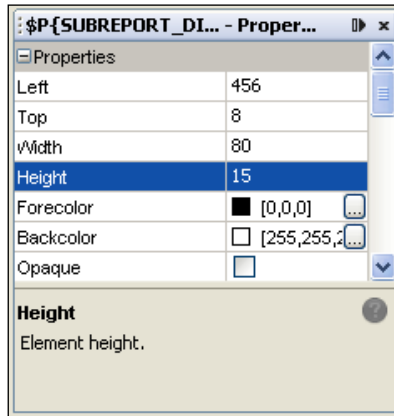 $P{SUBREPORT_DI... - Proper...
Properties
Left 456
Top 8
Width 80
Height 15
Forecolor [0,0,0] ...
Backcolor [255,255,2 ...
Opaque
Height
Element height.